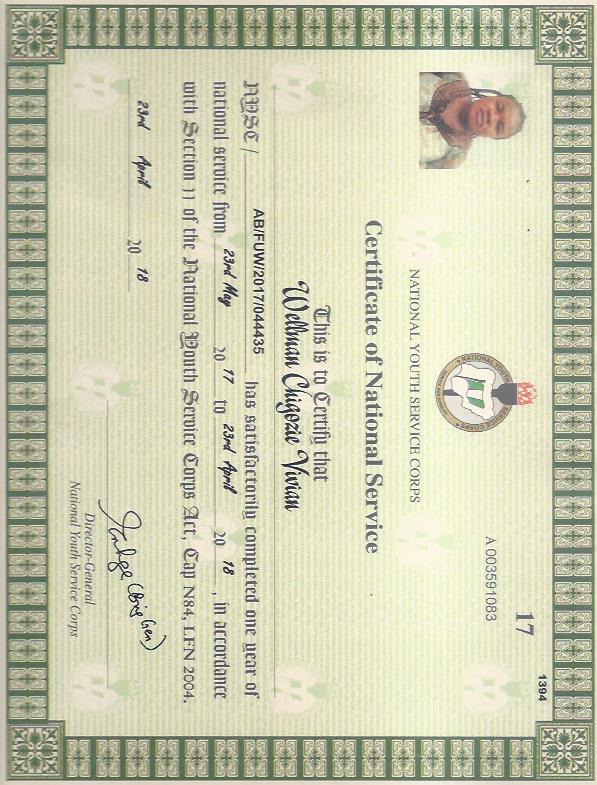 1394
17
A 003591083
NATIONAL YOUTH SERVICE CORPS
NATIONAL YOUTH SERVICE CORPS
Certificate of National Service
This is to Certify that
Wellman Chigozie Vivian
NYSC / AB/FUW/2017/044435 has satisfactorily completed one year of
national service from 23rd May 20 17 to 23rd April 20 18, in accordance
with Section 11 of the National Youth Service Corps Act, Cap N84, LFN 2004.
23rd April 20 18
(Brig Gen)
Director-General
National Youth Service Corps